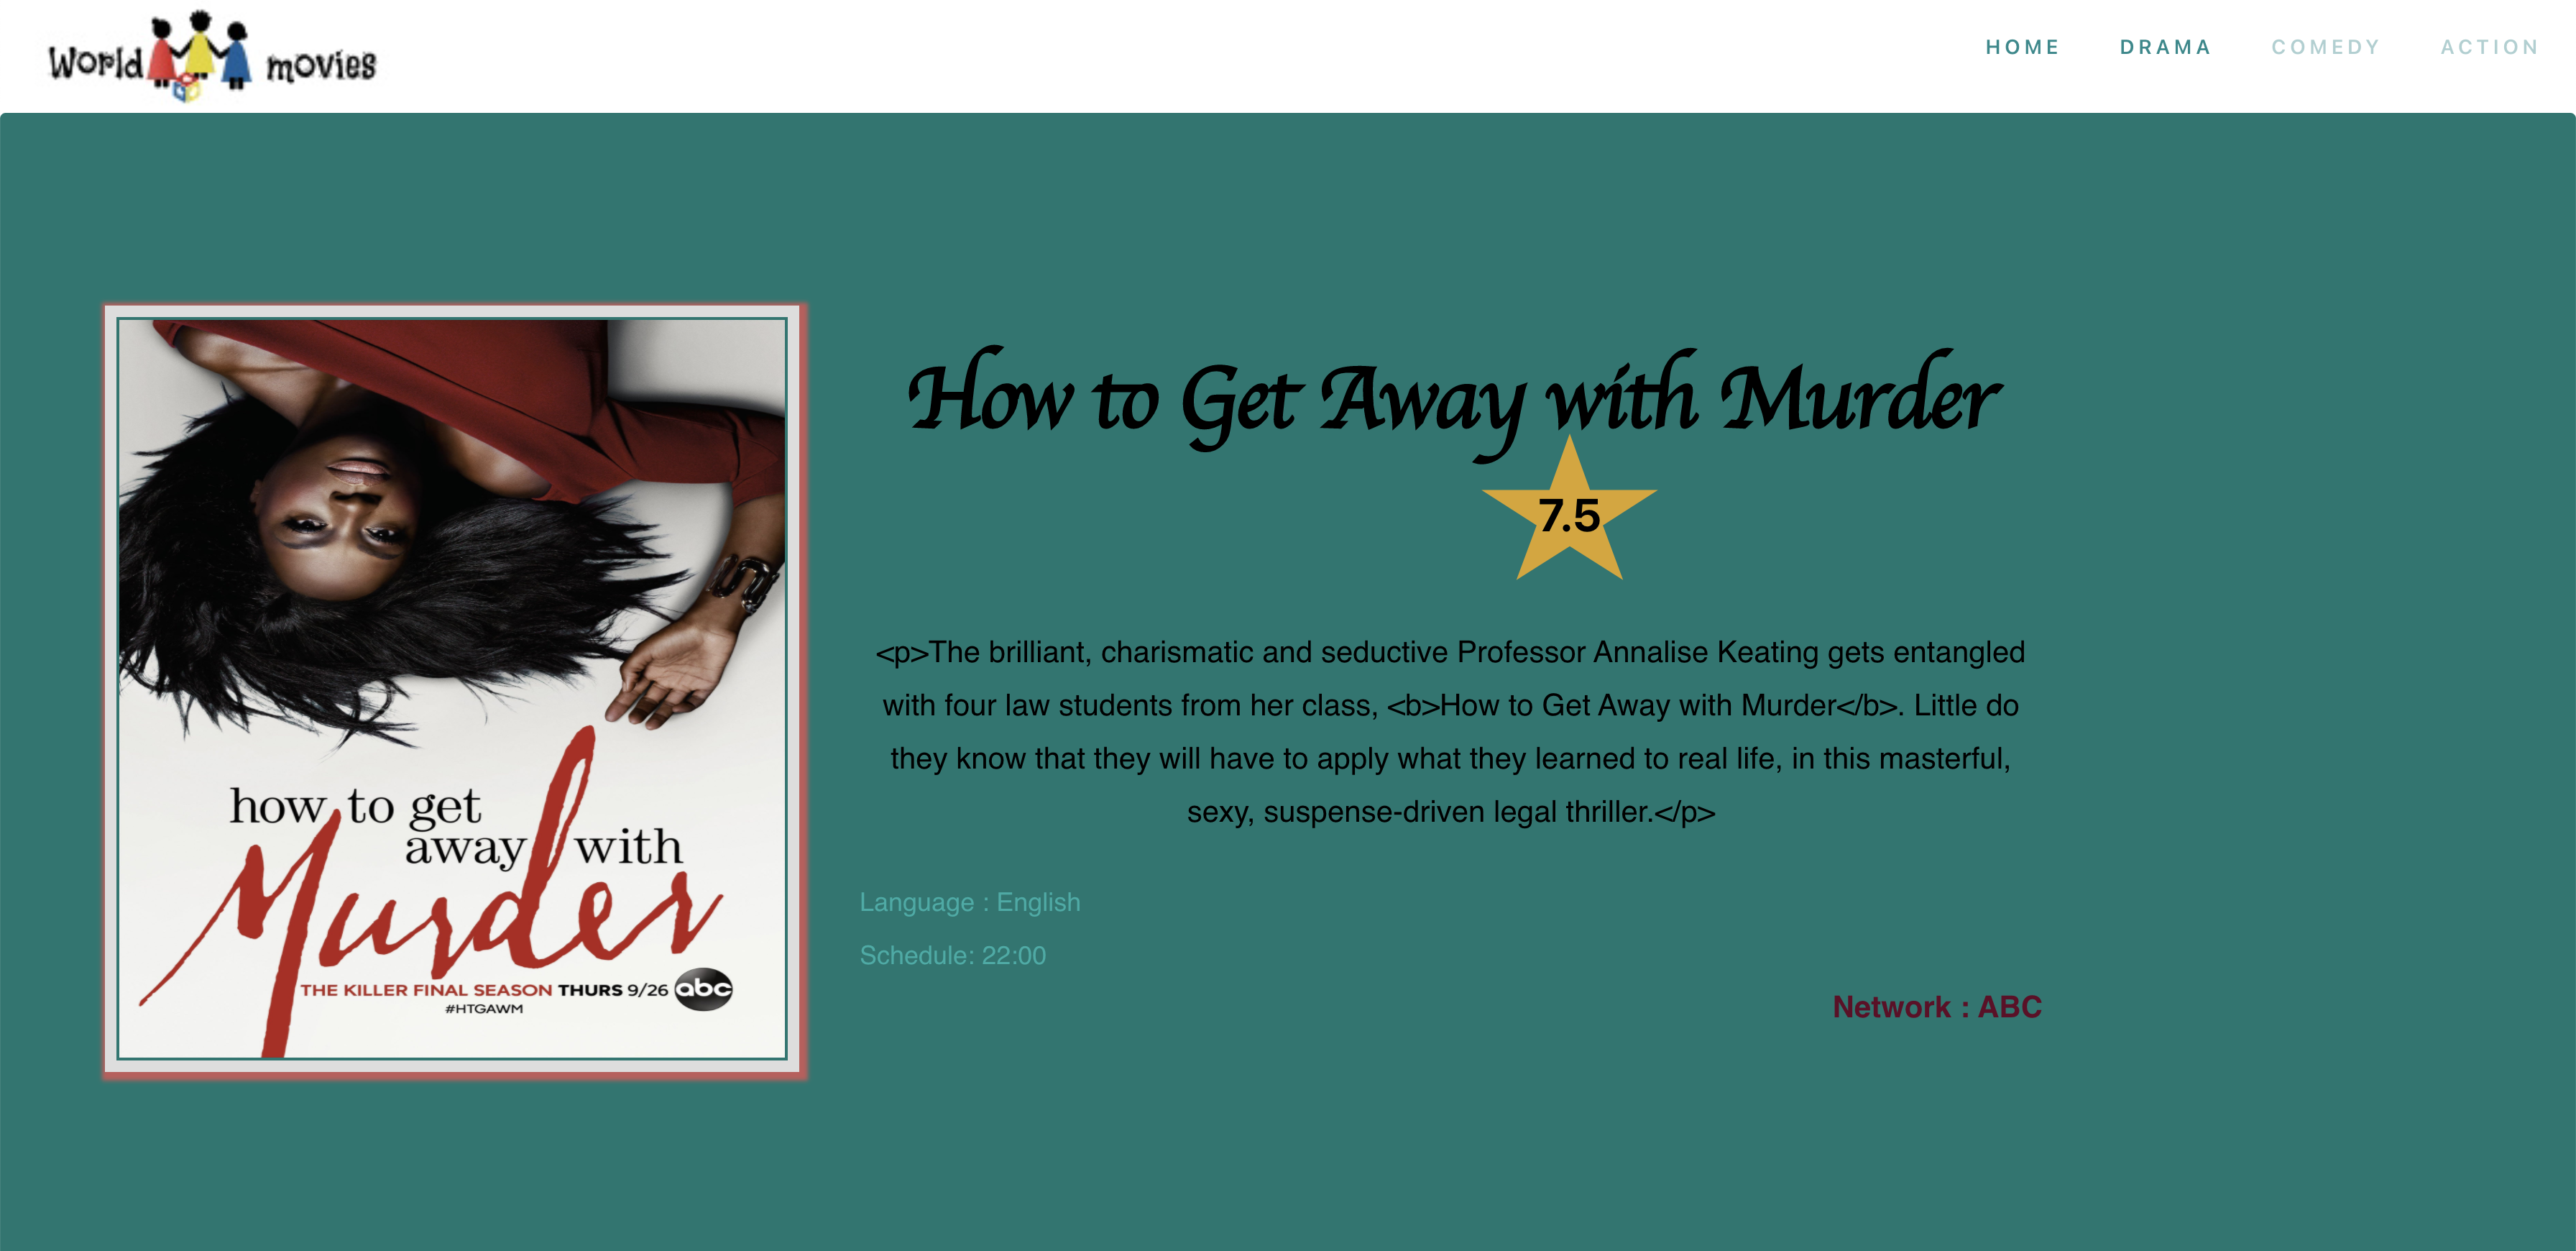 World movies
HOME DRAMA COMEDY ACTION
how to get
away with
Murder
THE KILLER FINAL SEASON THURS 9/26 abc
#HTGAWM
How to Get Away with Murder
7.5
<p>The brilliant, charismatic and seductive Professor Annalise Keating gets entangled
with four law students from her class, <b>How to Get Away with Murder</b>. Little do
they know that they will have to apply what they learned to real life, in this masterful,
sexy, suspense-driven legal thriller.</p>
Language : English
Schedule: 22:00
Network : ABC